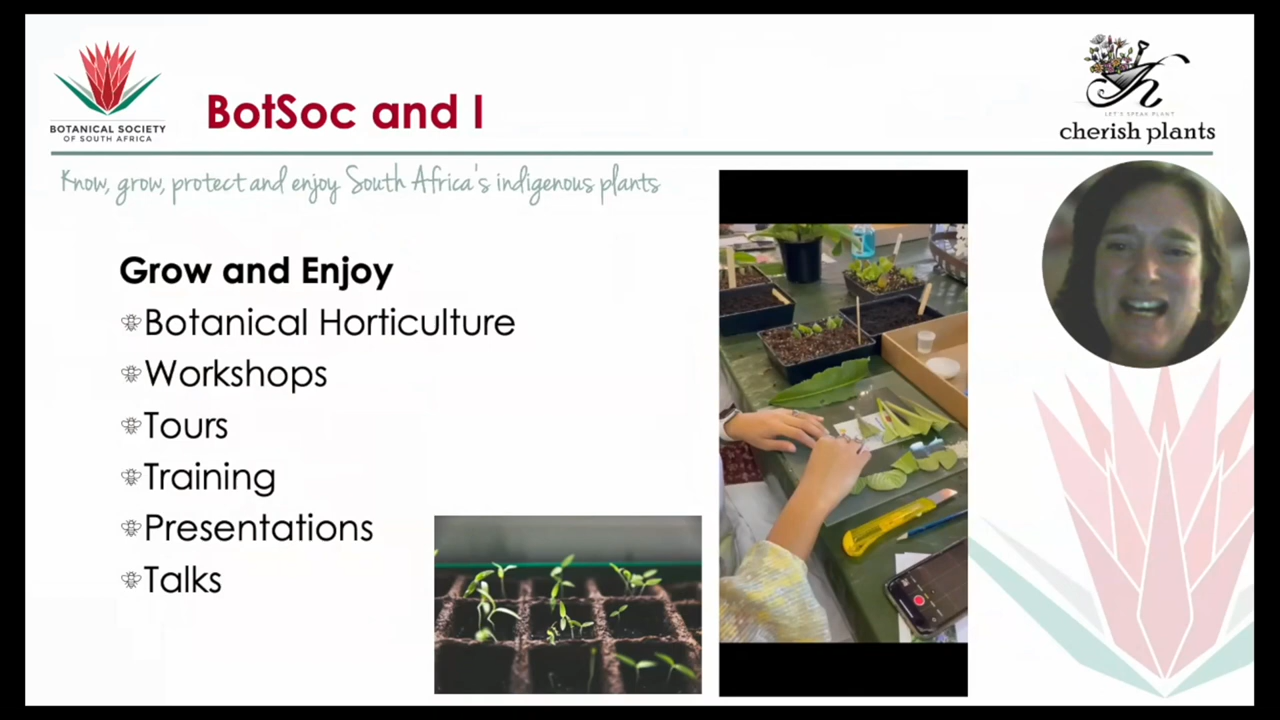 BOTANICAL SOCIETY
OF SOUTH AFRICA
BotSoc and I
LET'S SPEAK PLANT
cherish plants
Know, grow, protect and enjoy South Africa's indigenous plants
Grow and Enjoy
Botanical Horticulture
Workshops
Tours
Training
Presentations
Talks